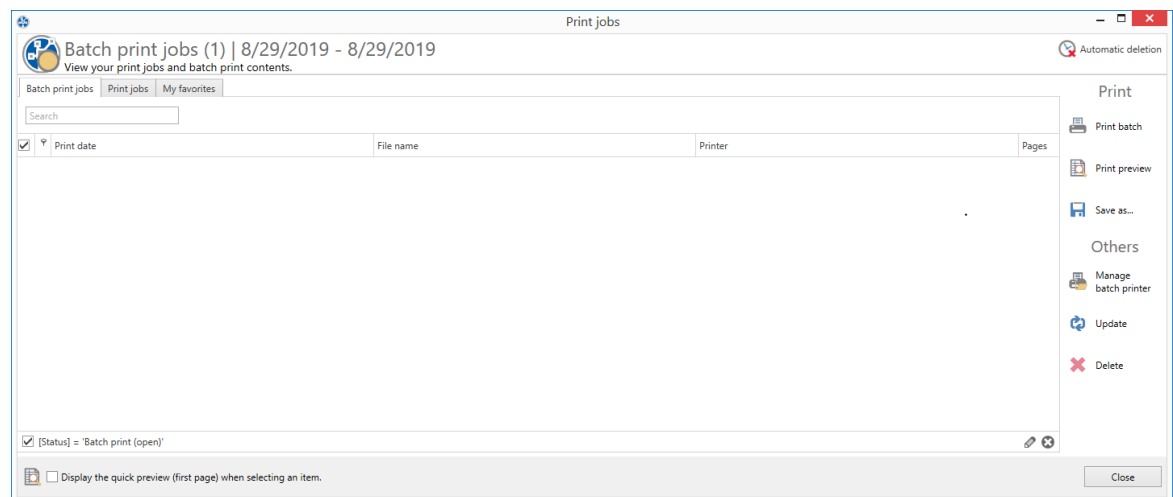 Print jobs
Batch print jobs (1) | 8/29/2019 - 8/29/2019
View your print jobs and batch print contents.
Automatic deletion
Batch print jobs
Print jobs
My favorites
Search
Print date
File name
Printer
Pages
Print
Print batch
Print preview
Save as...
Others
Manage
batch printer
Update
Delete
[Status] = 'Batch print (open)'
Display the quick preview (first page) when selecting an item.
Close